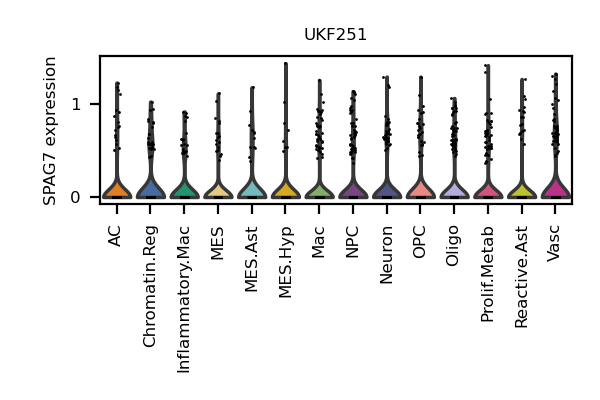 UKF251
SPAG7 expression
1
0
AC
Chromatin.Reg
Inflammatory.Mac
MES
MES.Ast
MES.Hyp
Mac
NPC
Neuron
OPC
Oligo
Prolif.Metab
Reactive.Ast
Vasc